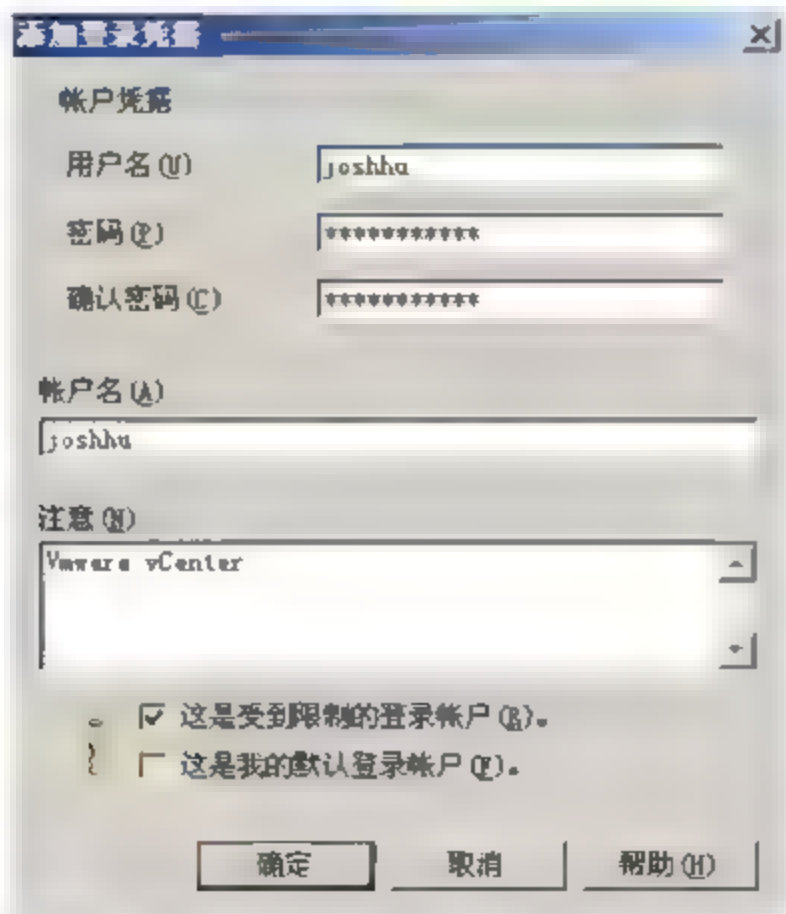 添加登录凭据
帐户凭据
用户名(U) joshhu
密码(P) ***********
确认密码(C) ***********
帐户名(A)
joshhu
注意(N)
Vmware vCenter
这是受到限制的登录帐户(R)。
这是我的默认登录帐户(F)。
确定 取消 帮助(H)